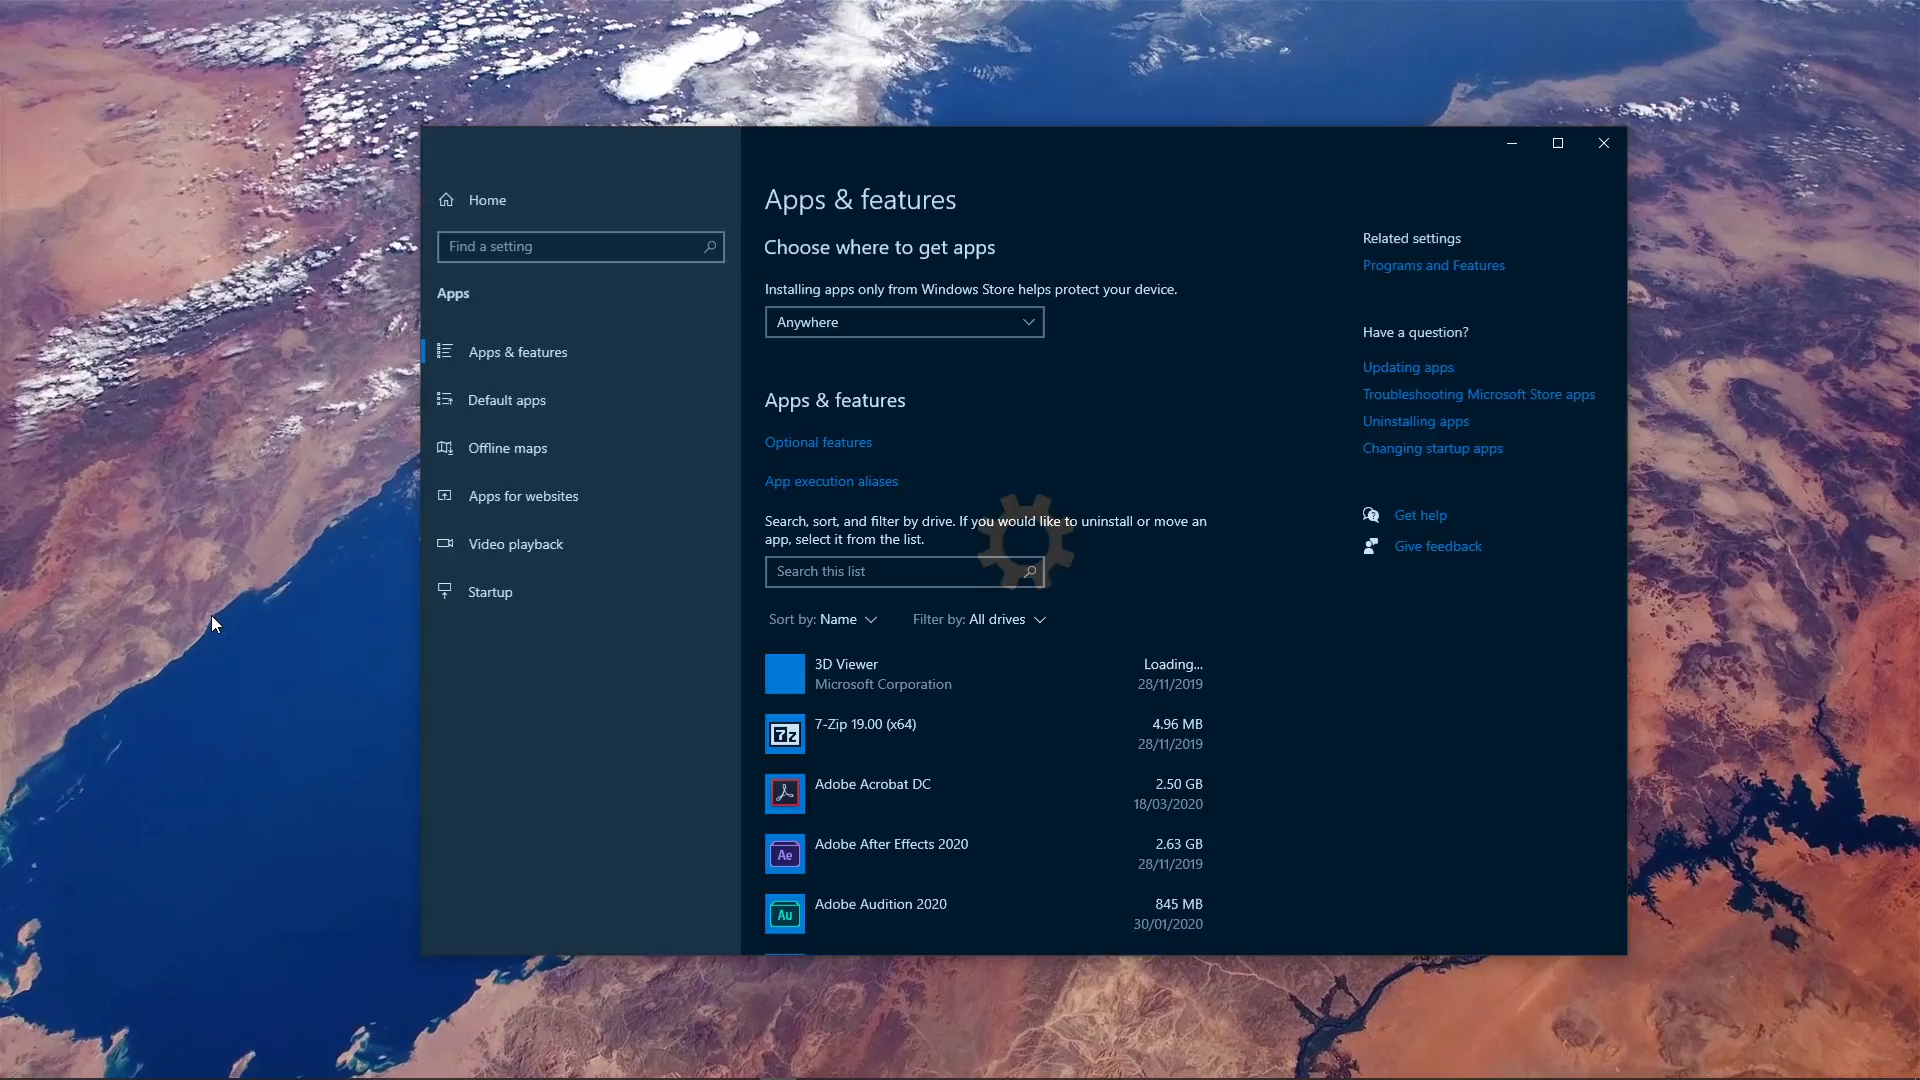 Home
Find a setting
Apps
Apps & features
Default apps
Offline maps
Apps for websites
Video playback
Startup
Apps & features
Choose where to get apps
Installing apps only from Windows Store helps protect your device.
Anywhere
Apps & features
Optional features
App execution aliases
Search, sort, and filter by drive. If you would like to uninstall or move an
app, select it from the list.
Search this list
Sort by: Name
Filter by: All drives
3D Viewer
Loading...
Microsoft Corporation
28/11/2019
7z
7-Zip 19.00 (x64)
4.96 MB
28/11/2019
Adobe Acrobat DC
2.50 GB
18/03/2020
Ae
Adobe After Effects 2020
2.63 GB
28/11/2019
Au
Adobe Audition 2020
845 MB
30/01/2020
Related settings
Programs and Features
Have a question?
Updating apps
Troubleshooting Microsoft Store apps
Uninstalling apps
Changing startup apps
Get help
Give feedback